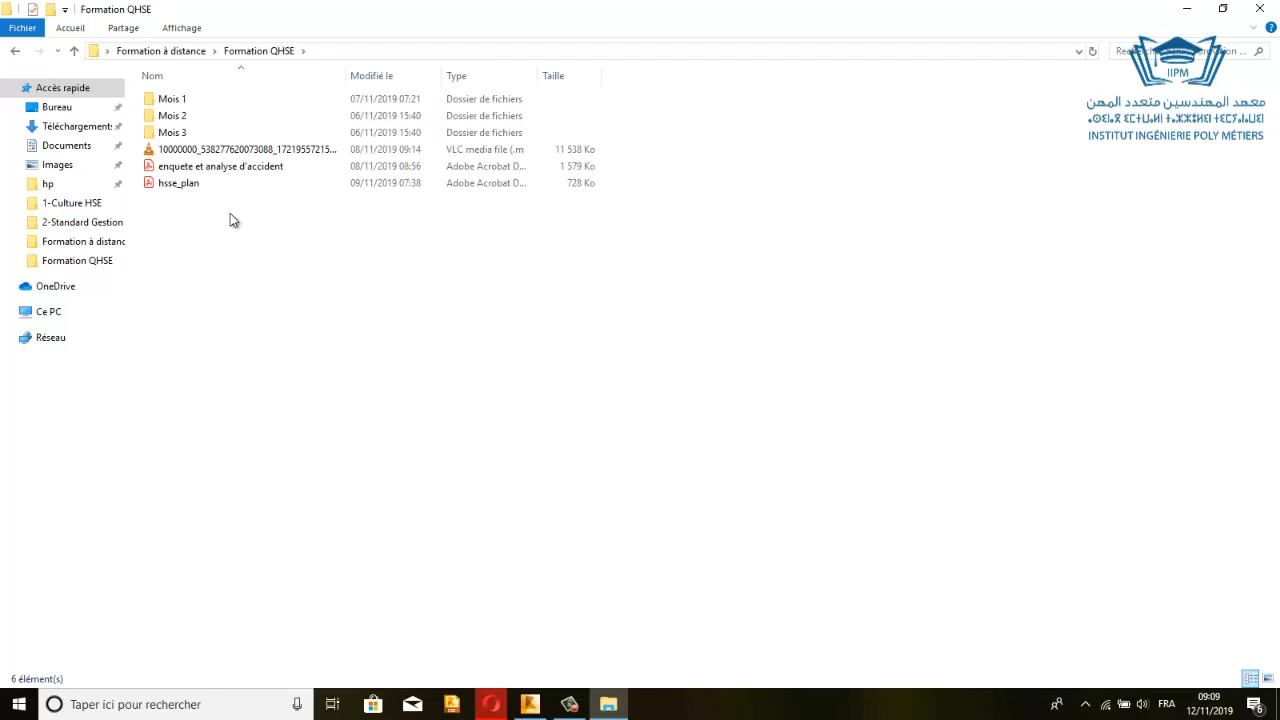 Formation QHSE
Fichier Accueil Partage Affichage
Formation à distance Formation QHSE
Nom Modifié le Type Taille
Accès rapide
Bureau
Téléchargements
Documents
Images
hp
1-Culture HSE
2-Standard Gestion
Formation à distanc
Formation QHSE
OneDrive
Ce PC
Réseau
Mois 1 07/11/2019 07:21 Dossier de fichiers
Mois 2 06/11/2019 15:40 Dossier de fichiers
Mois 3 06/11/2019 15:40 Dossier de fichiers
10000000_538277620073088_17219557215... 08/11/2019 09:14 VLC media file (.m 11 538 Ko
enquete et analyse d'accident 08/11/2019 08:56 Adobe Acrobat D... 1 579 Ko
hsse_plan 09/11/2019 07:38 Adobe Acrobat D... 728 Ko
IIPM
معهد المهندسين متعدد المهن
INSTITUT INGÉNIERIE POLY MÉTIERS
6 élément(s)
Taper ici pour rechercher
FRA
09:09
12/11/2019
6